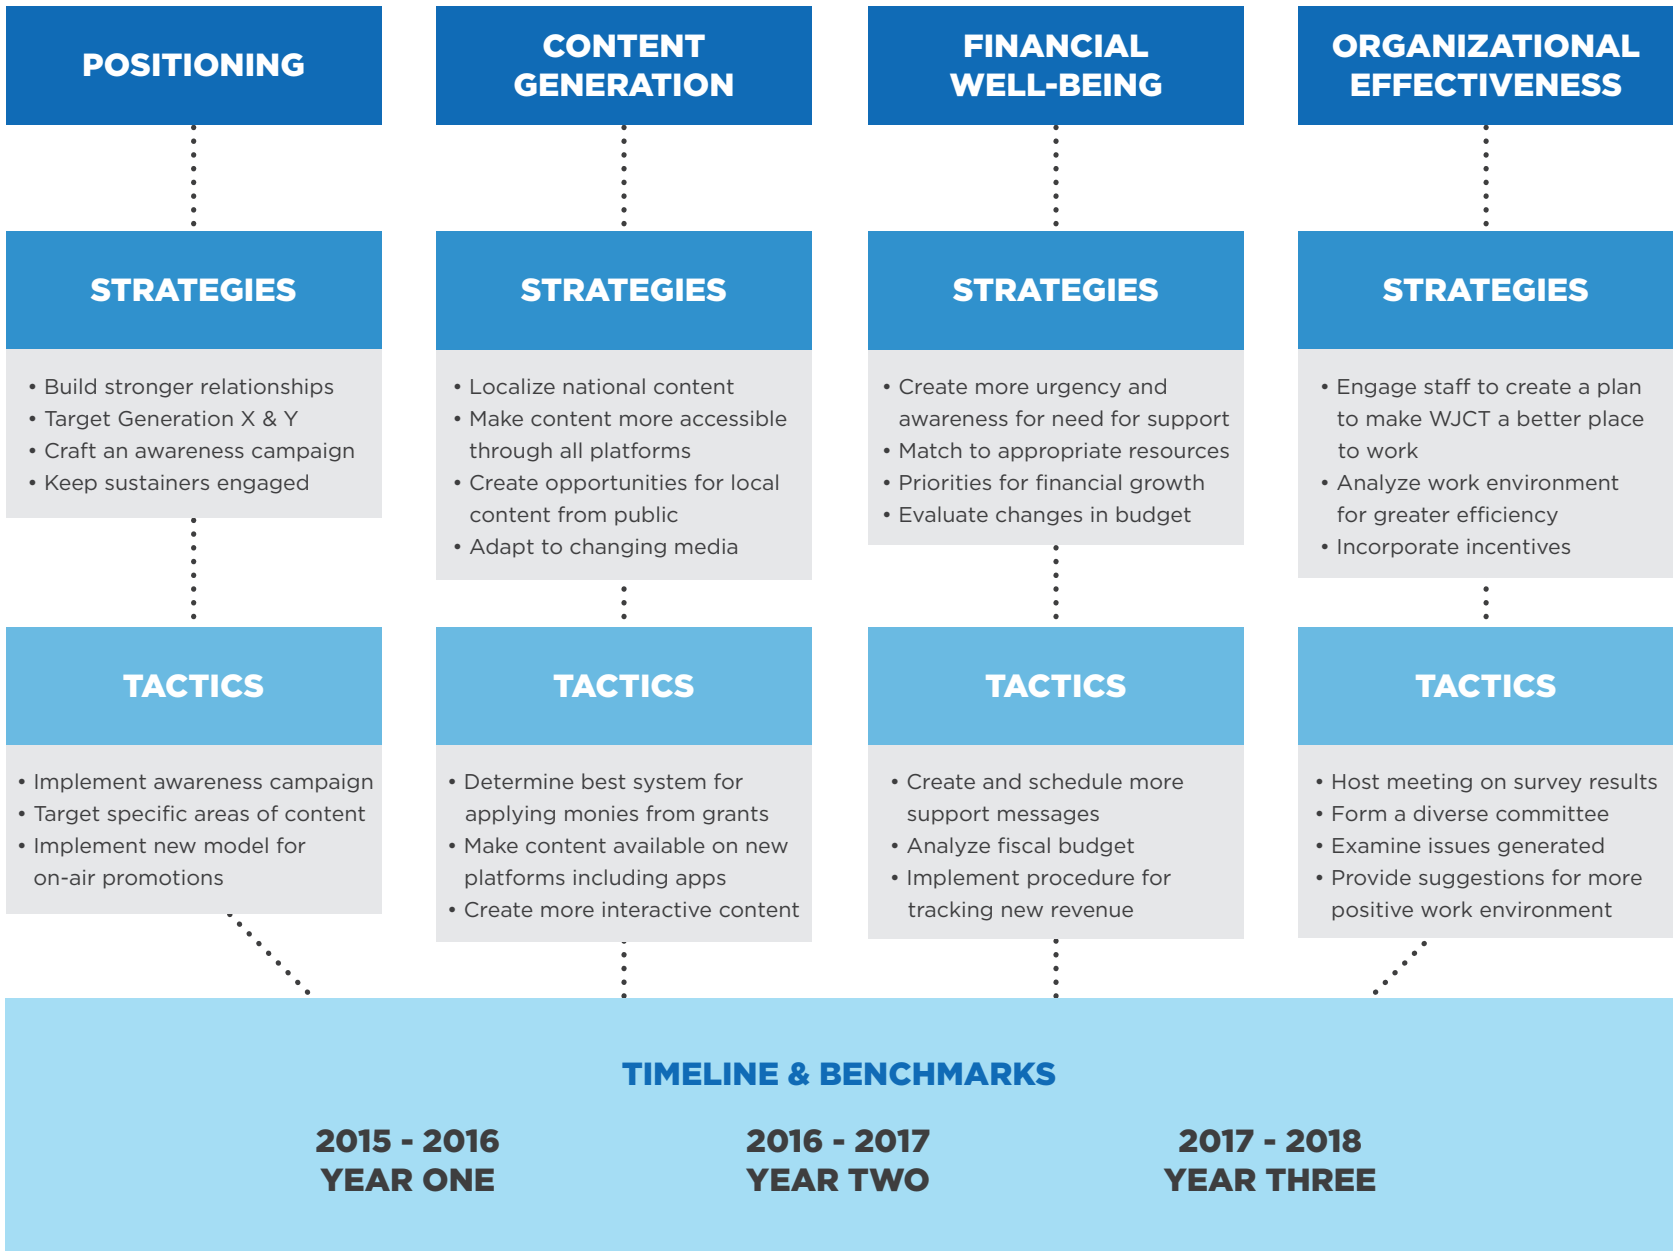 POSITIONING
CONTENT
GENERATION
FINANCIAL
WELL-BEING
ORGANIZATIONAL
EFFECTIVENESS
STRATEGIES
• Build stronger relationships
• Target Generation X & Y
• Craft an awareness campaign
• Keep sustainers engaged
STRATEGIES
• Localize national content
• Make content more accessible
through all platforms
• Create opportunities for local
content from public
• Adapt to changing media
STRATEGIES
• Create more urgency and
awareness for need for support
• Match to appropriate resources
• Priorities for financial growth
• Evaluate changes in budget
STRATEGIES
• Engage staff to create a plan
to make WJCT a better place
to work
• Analyze work environment
for greater efficiency
• Incorporate incentives
TACTICS
• Implement awareness campaign
• Target specific areas of content
• Implement new model for
on-air promotions
TACTICS
• Determine best system for
applying monies from grants
• Make content available on new
platforms including apps
• Create more interactive content
TACTICS
• Create and schedule more
support messages
• Analyze fiscal budget
• Implement procedure for
tracking new revenue
TACTICS
• Host meeting on survey results
• Form a diverse committee
• Examine issues generated
• Provide suggestions for more
positive work environment
TIMELINE & BENCHMARKS
2015 - 2016
YEAR ONE
2016 - 2017
YEAR TWO
2017 - 2018
YEAR THREE